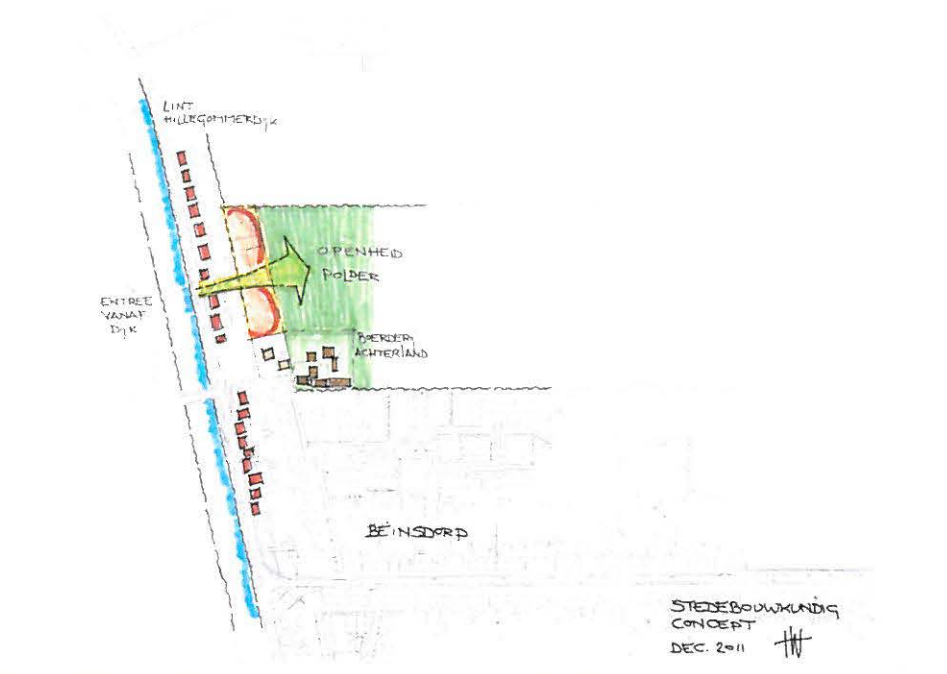 LINT
HILLEGOMMERDIJK
OPENHEID
POLDER
ENTREE
VANAF
DIJK
BOERDERIJ
ACHTERLAND
BEINSDORP
STEDEBOUWKUNDIG
CONCEPT
DEC. 2011